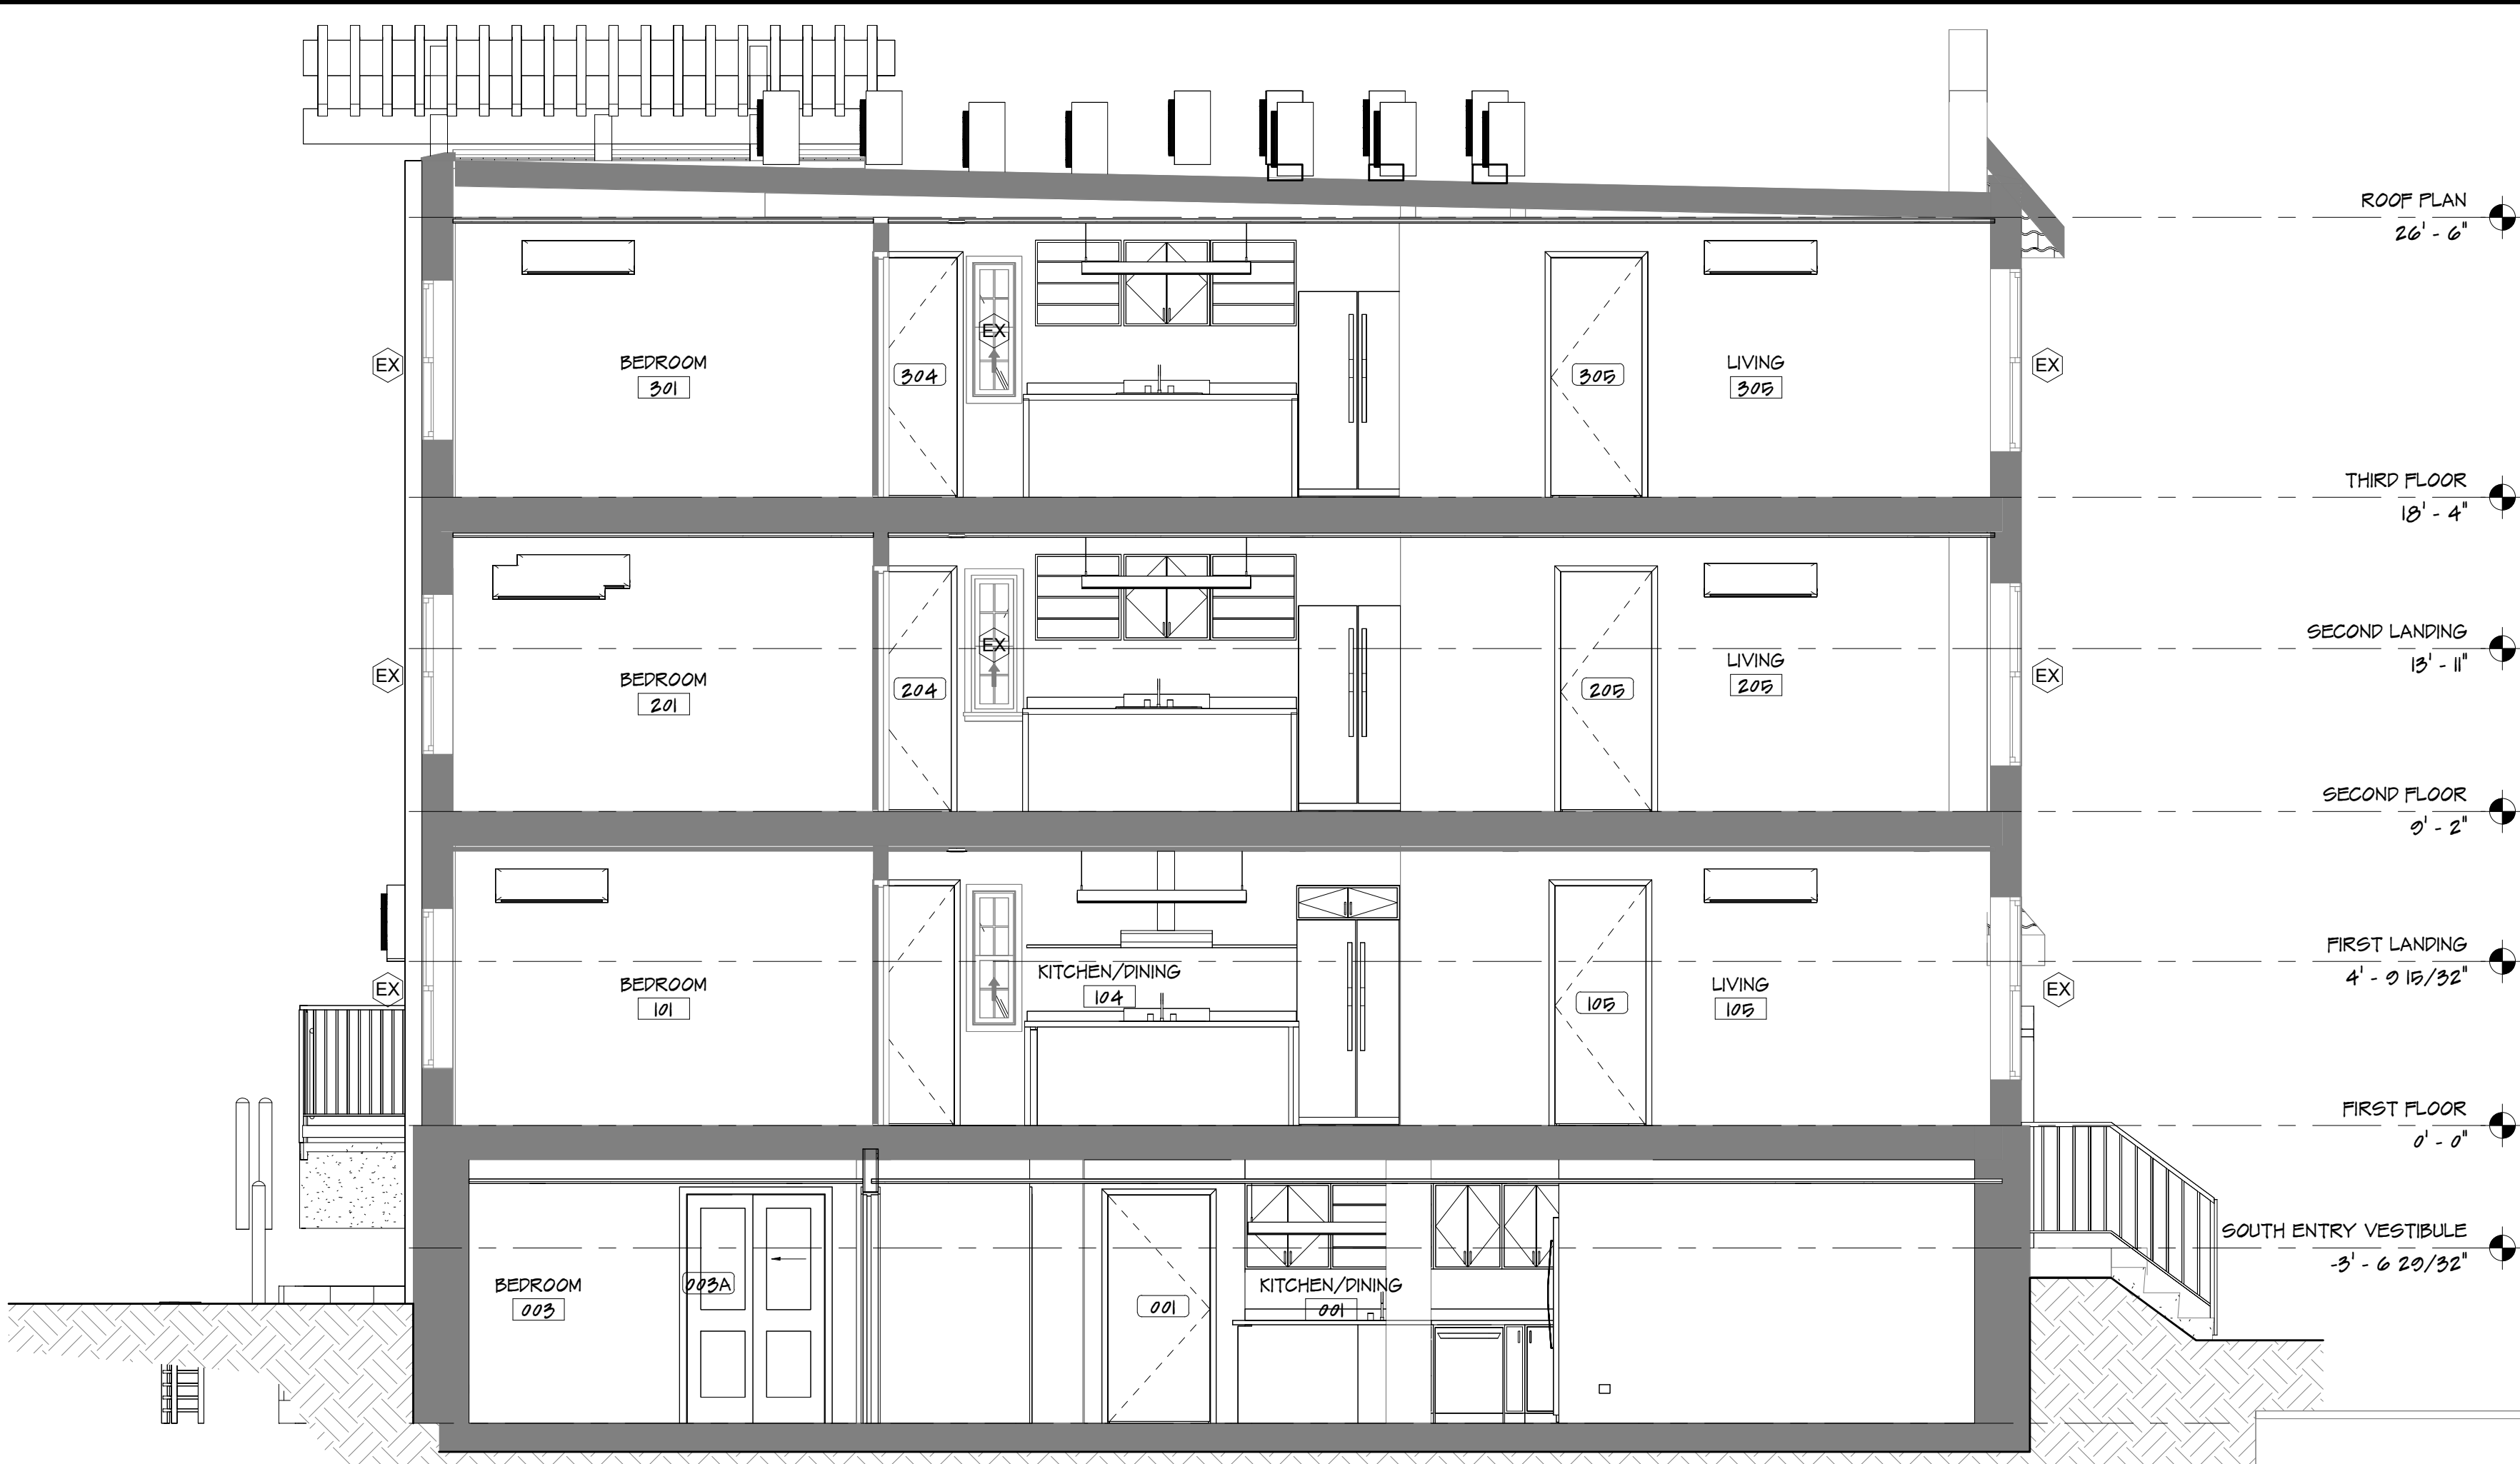 ROOF PLAN
26' - 6"
EX
BEDROOM
301
304
EX
305
LIVING
305
EX
THIRD FLOOR
18' - 4"
SECOND LANDING
13' - 11"
EX
BEDROOM
201
204
EX
205
LIVING
205
EX
SECOND FLOOR
9' - 2"
FIRST LANDING
4' - 9 15/32"
EX
BEDROOM
101
KITCHEN/DINING
104
105
LIVING
105
EX
FIRST FLOOR
0' - 0"
SOUTH ENTRY VESTIBULE
-3' - 6 29/32"
BEDROOM
003
003A
001
KITCHEN/DINING
001